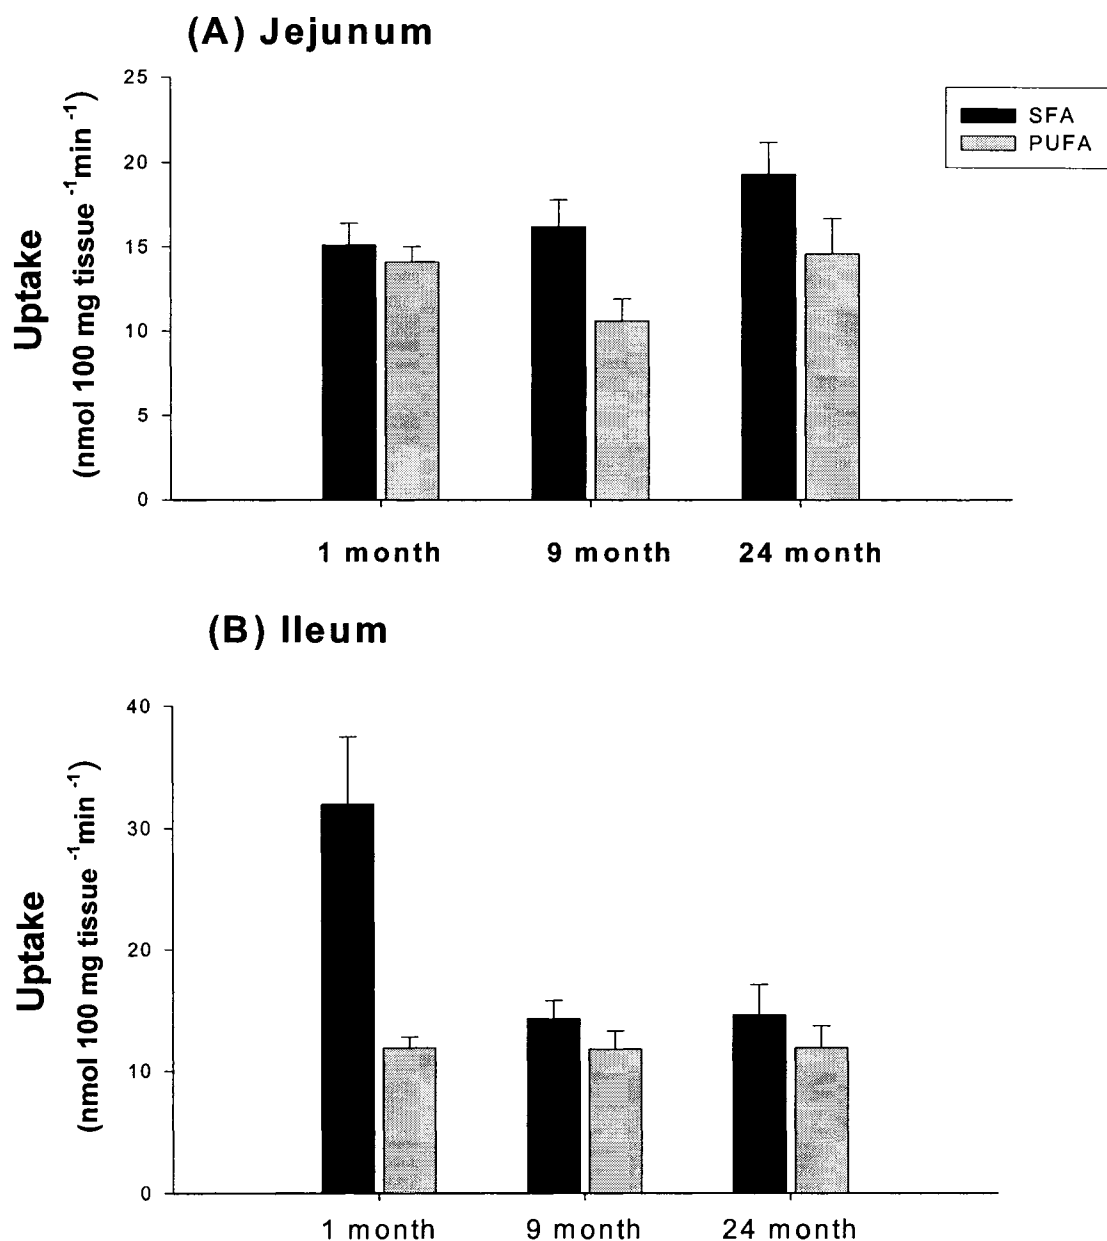 (A) Jejunum
Uptake
(nmol 100 mg tissue -1min -1)
25
20
15
10
5
0
SFA
PUFA
1 month 9 month 24 month
(B) Ileum
Uptake
(nmol 100 mg tissue -1min -1)
40
30
20
10
0
1 month 9 month 24 month